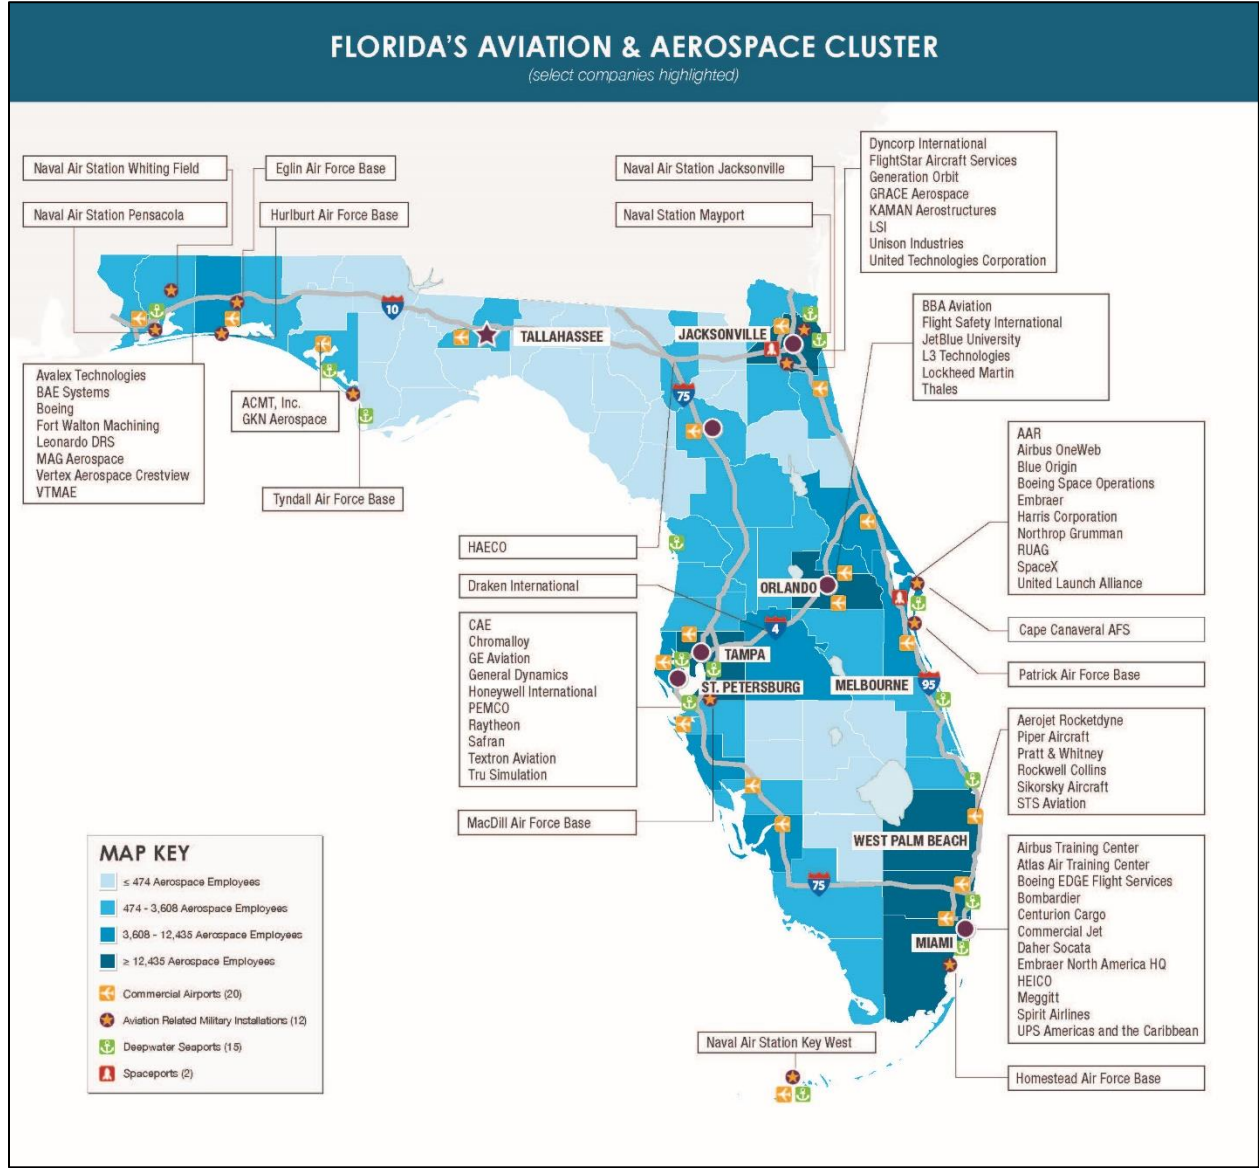 FLORIDA'S AVIATION & AEROSPACE CLUSTER
(select companies highlighted)
Naval Air Station Whiting Field
Eglin Air Force Base
Naval Air Station Pensacola
Hurlburt Air Force Base
Naval Air Station Jacksonville
Naval Station Mayport
Dyncorp International
FlightStar Aircraft Services
Generation Orbit
GRACE Aerospace
KAMAN Aerostructures
LSI
Unison Industries
United Technologies Corporation
10
TALLAHASSEE
JACKSONVILLE
75
BBA Aviation
Flight Safety International
JetBlue University
L3 Technologies
Lockheed Martin
Thales
Avalex Technologies
BAE Systems
Boeing
Fort Walton Machining
Leonardo DRS
MAG Aerospace
Vertex Aerospace Crestview
VTMAE
ACMT, Inc.
GKN Aerospace
Tyndall Air Force Base
AAR
Airbus OneWeb
Blue Origin
Boeing Space Operations
Embraer
Harris Corporation
Northrop Grumman
RUAG
SpaceX
United Launch Alliance
HAECO
Draken International
ORLANDO
4
Cape Canaveral AFS
Patrick Air Force Base
CAE
Chromalloy
GE Aviation
General Dynamics
Honeywell International
PEMCO
Raytheon
Safran
Textron Aviation
Tru Simulation
TAMPA
ST. PETERSBURG
MELBOURNE
95
MacDill Air Force Base
Aerojet Rocketdyne
Piper Aircraft
Pratt & Whitney
Rockwell Collins
Sikorsky Aircraft
STS Aviation
WEST PALM BEACH
75
MIAMI
Airbus Training Center
Atlas Air Training Center
Boeing EDGE Flight Services
Bombardier
Centurion Cargo
Commercial Jet
Daher Socata
Embraer North America HQ
HEICO
Meggitt
Spirit Airlines
UPS Americas and the Caribbean
Naval Air Station Key West
Homestead Air Force Base
MAP KEY
≤ 474 Aerospace Employees
474 - 3,608 Aerospace Employees
3,608 - 12,435 Aerospace Employees
≥ 12,435 Aerospace Employees
Commercial Airports (20)
Aviation Related Military Installations (12)
Deepwater Seaports (15)
Spaceports (2)